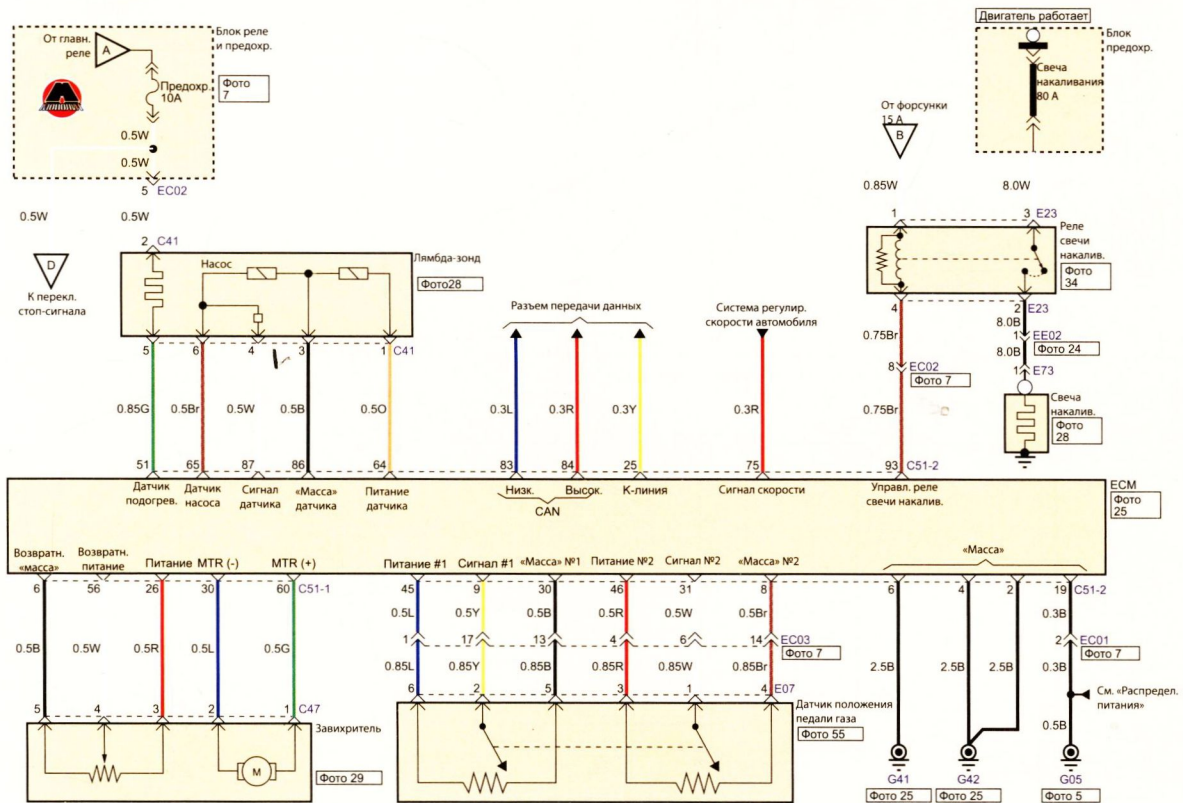 Двигатель работает
От главн.
реле
A
Блок реле
и предохр.
Фото
7
Предохр.
10A
0.5W
0.5W
5 EC02
0.5W
0.5W
Блок
предохр.
Свеча
накаливания
80 A
От форсунки
15 A
B
0.85W
8.0W
1
3 E23
Реле
свечи
накалив.
Фото
34
2 C41
D
К перекл.
стоп-сигнала
Насос
Лямбда-зонд
Фото28
5 6 4 3 1 C41
Разъем передачи данных
Система регулир.
скорости автомобиля
4
2 E23
8.0B
0.75Br
1 EE02
Фото 24
8.0B
8 EC02
Фото 7
1 E73
0.85G 0.5Br 0.5W 0.5B 0.5O 0.3L 0.3R 0.3Y 0.3R 0.75Br
Свеча
накалив.
Фото
28
51 65 87 86 64 83 84 25 75 93 C51-2
Датчик
подогрев.
Датчик
насоса
Сигнал
датчика
«Масса»
датчика
Питание
датчика
Низк.
Высок.
CAN
К-линия
Сигнал скорости
Управл. реле
свечи накалив.
ECM
Фото
25
Возвратн.
«масса»
Возвратн.
питание
Питание
MTR (-)
MTR (+)
Питание #1
Сигнал #1
«Масса» №1
Питание №2
Сигнал №2
«Масса» №2
«Масса»
6 56 26 30 60 C51-1
45 9 30 46 31 8 6 4 2 19 C51-2
0.5L 0.5Y 0.5B 0.5R 0.5W 0.5Br
0.3B
1 17 13 4 6 14 EC03
Фото 7
2 EC01
Фото 7
0.5B 0.5W 0.5R 0.5L 0.5G
0.85L 0.85Y 0.85B 0.85R 0.85W 0.85Br
2.5B 2.5B 2.5B 0.3B
6 2 5 3 1 4 E07
См. «Распредел.
питания»
5 4 3 2 1 C47
Завихритель
M
Фото 29
Датчик положения
педали газа
Фото 55
0.5B
G41
Фото 25
G42
Фото 25
G05
Фото 5